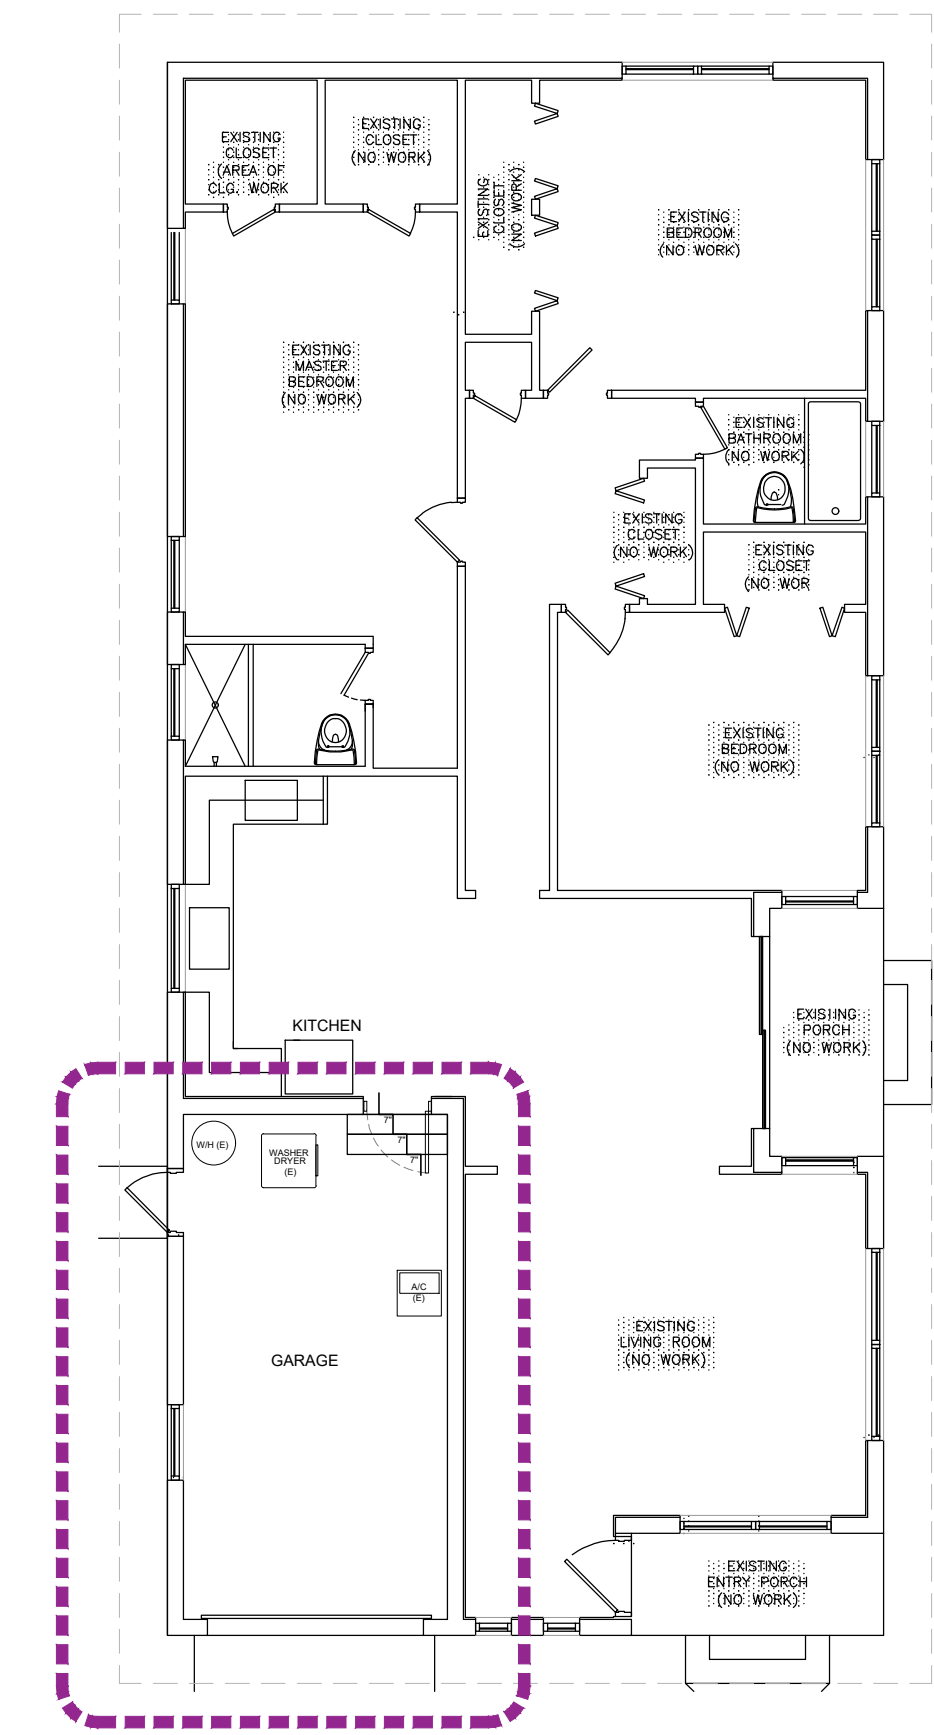 EXISTING
CLOSET
(AREA OF
CLG. WORK
EXISTING
CLOSET
(NO WORK)
EXISTING
CLOSET
(NO WORK)
EXISTING
BEDROOM
(NO WORK)
EXISTING
MASTER
BEDROOM
(NO WORK)
EXISTING
BATHROOM
(NO WORK)
EXISTING
CLOSET
(NO WORK)
EXISTING
CLOSET
(NO WOR
EXISTING
BEDROOM
(NO WORK)
KITCHEN
EXISTING
PORCH
(NO WORK)
7"
7"
7"
W/H (E)
WASHER
DRYER
(E)
A/C
(E)
GARAGE
EXISTING
LIVING ROOM
(NO WORK)
EXISTING
ENTRY PORCH
(NO WORK)